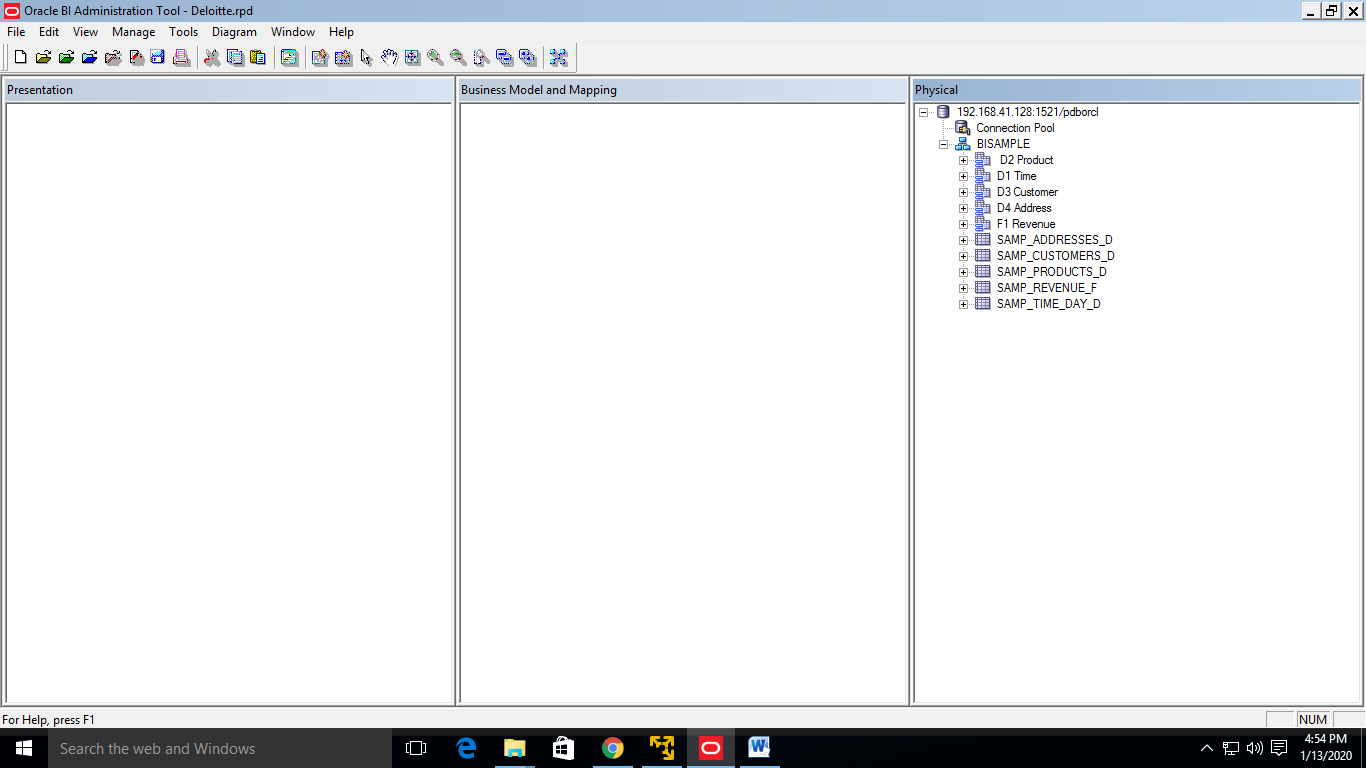 Oracle BI Administration Tool - Deloitte.rpd
File Edit View Manage Tools Diagram Window Help
Presentation
Business Model and Mapping
Physical
192.168.41.128:1521/pdborcl
Connection Pool
BISAMPLE
D2 Product
D1 Time
D3 Customer
D4 Address
F1 Revenue
SAMP_ADDRESSES_D
SAMP_CUSTOMERS_D
SAMP_PRODUCTS_D
SAMP_REVENUE_F
SAMP_TIME_DAY_D
For Help, press F1
NUM
Search the web and Windows
4:54 PM
1/13/2020